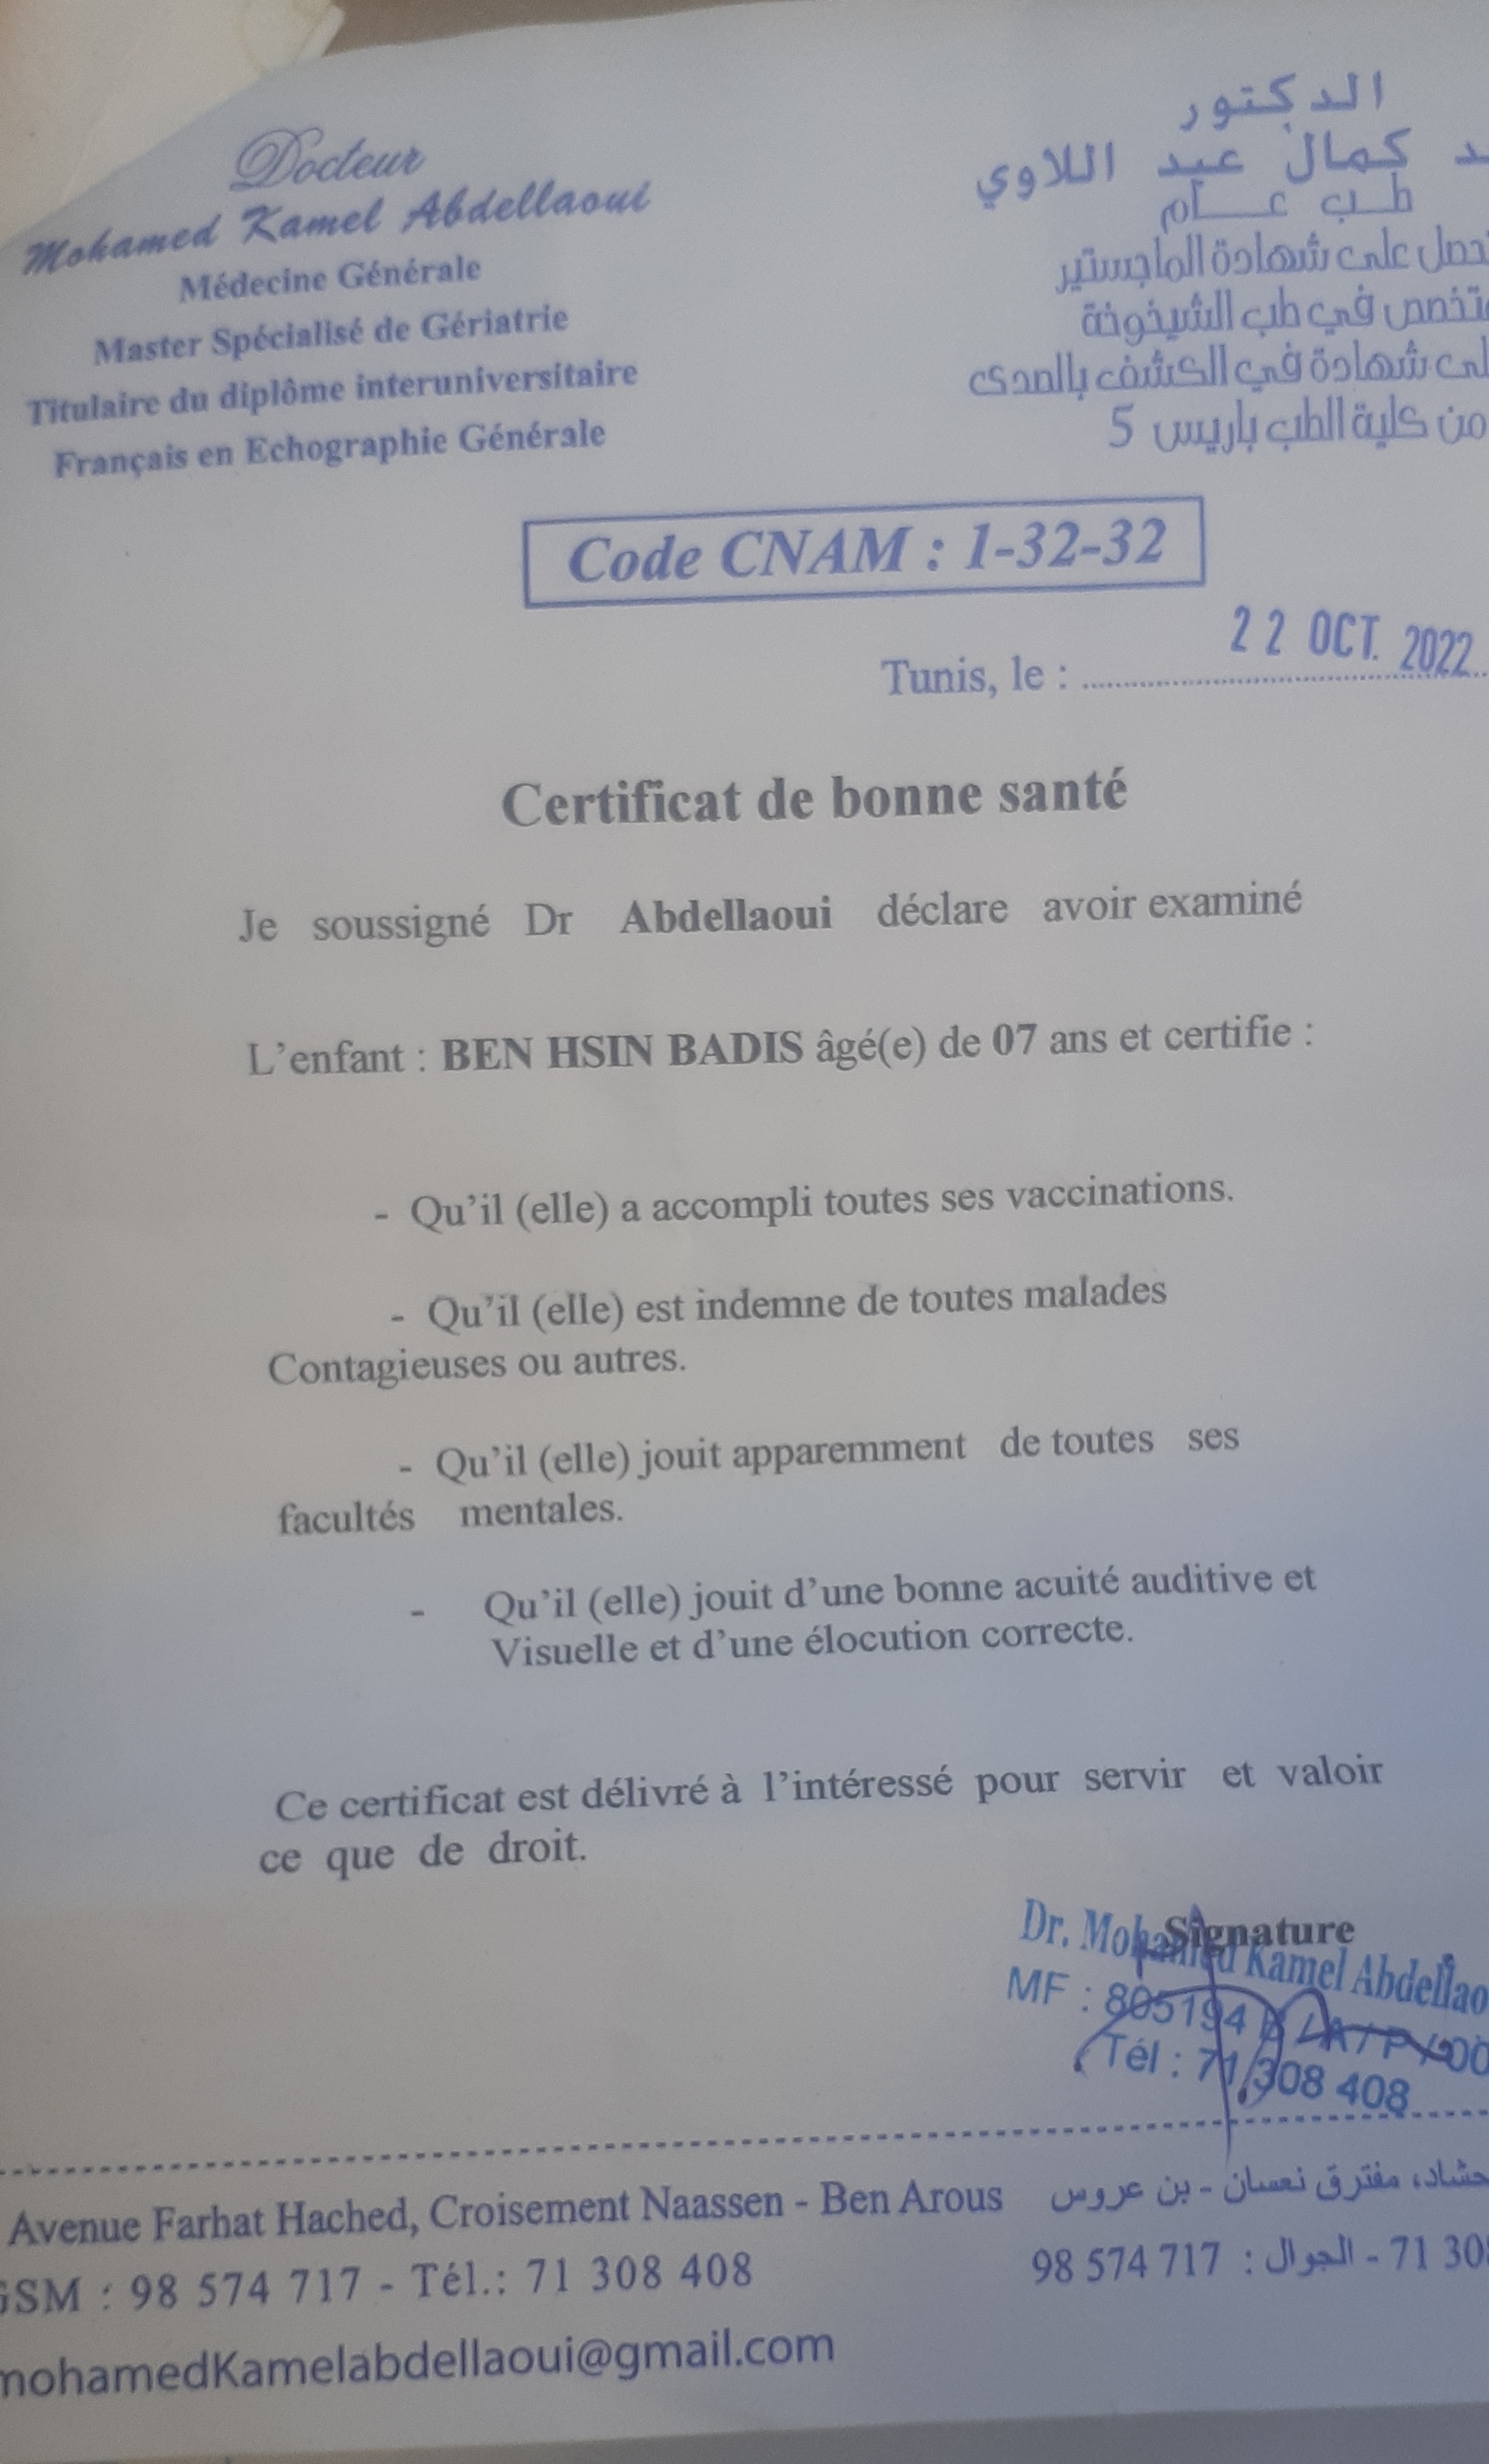 Docteur
Mohamed Kamel Abdellaoui
Médecine Générale
Master Spécialisé de Gériatrie
Titulaire du diplôme interuniversitaire
Français en Echographie Générale
الدكتور
كمال عبد اللاوي
طب عام
على شهادة الماجستير
في طب الشيخوخة
شهادة في الكشف بالصدى
من كلية الطب باريس 5
Code CNAM : 1-32-32
Tunis, le : 22 OCT. 2022
Certificat de bonne santé
Je soussigné Dr Abdellaoui déclare avoir examiné
L'enfant : BEN HSIN BADIS âgé(e) de 07 ans et certifie :
- Qu'il (elle) a accompli toutes ses vaccinations.
- Qu'il (elle) est indemne de toutes malades
Contagieuses ou autres.
- Qu'il (elle) jouit apparemment de toutes ses
facultés mentales.
- Qu'il (elle) jouit d'une bonne acuité auditive et
Visuelle et d'une élocution correcte.
Ce certificat est délivré à l'intéressé pour servir et valoir
ce que de droit.
Signature
Dr. Mohamed Kamel Abdellao
MF : 805194
Tél : 71 308 408
Avenue Farhat Hached, Croisement Naassen - Ben Arous
حشاد، مفترق نعسان - بن عروس
GSM : 98 574 717 - Tél.: 71 308 408
71 30 - الجوال : 98 574 717
mohamedKamelabdellaoui@gmail.com